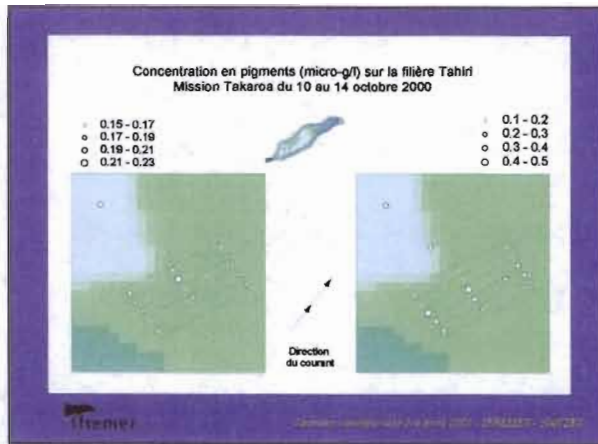 Concentration en pigments (micro-g/l) sur la filière Tahiri
Mission Takaroa du 10 au 14 octobre 2000
0.15 - 0.17
0.17 - 0.19
0.19 - 0.21
0.21 - 0.23
0.1 - 0.2
0.2 - 0.3
0.3 - 0.4
0.4 - 0.5
Direction
du courant
Ifremer